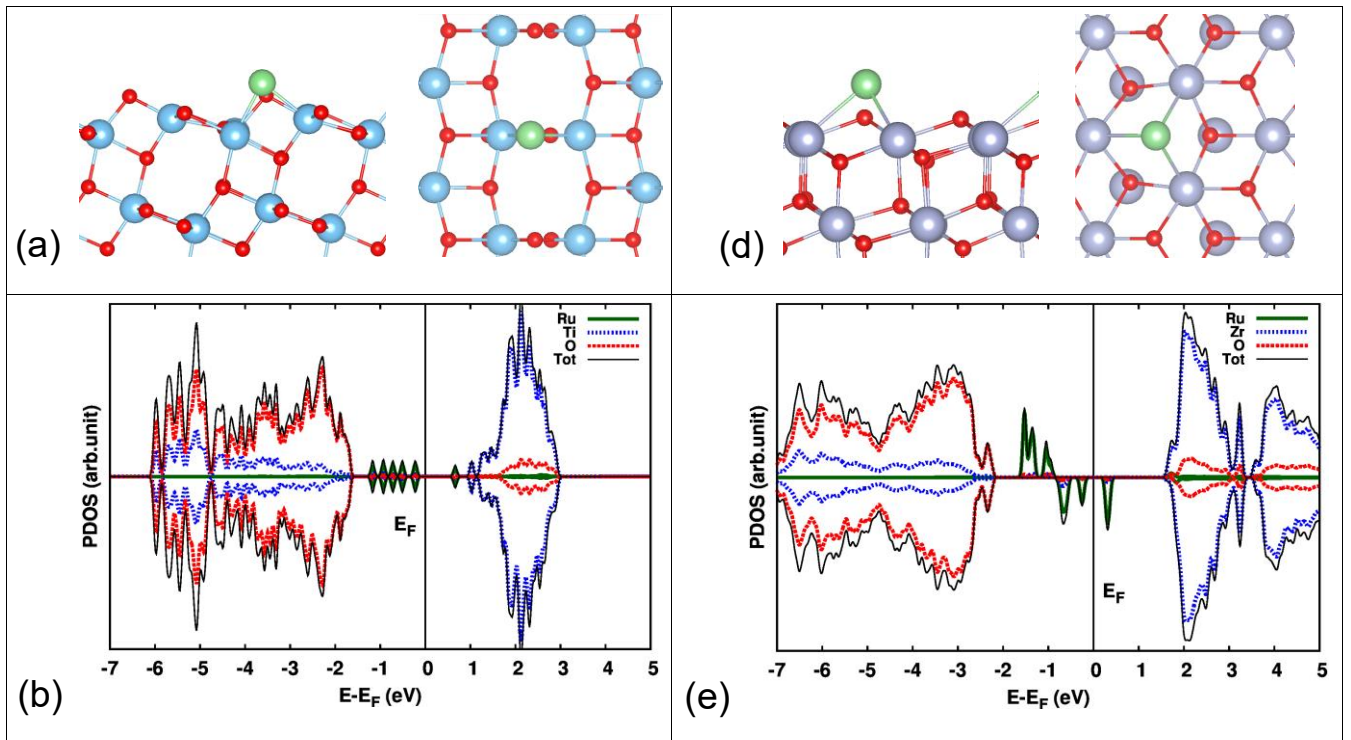 (a)
(d)
PDOS (arb.unit)
Ru
Ti
O
Tot
E_F
-7 -6 -5 -4 -3 -2 -1 0 1 2 3 4 5
E-E_F (eV)
(b)
PDOS (arb.unit)
Ru
Zr
O
Tot
E_F
-7 -6 -5 -4 -3 -2 -1 0 1 2 3 4 5
E-E_F (eV)
(e)